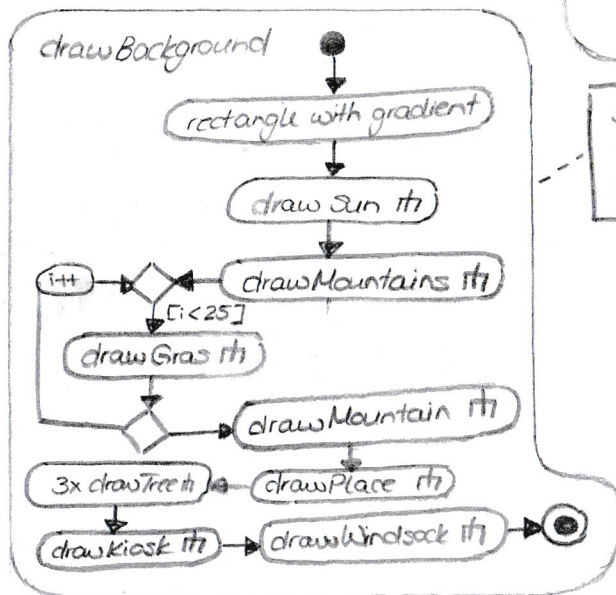 drawBackground
rectangle with gradient
draw Sun
i++
drawMountains
[i<25]
drawGras
drawMountain
3x drawTree
drawPlace
drawKiosk
drawWindsock